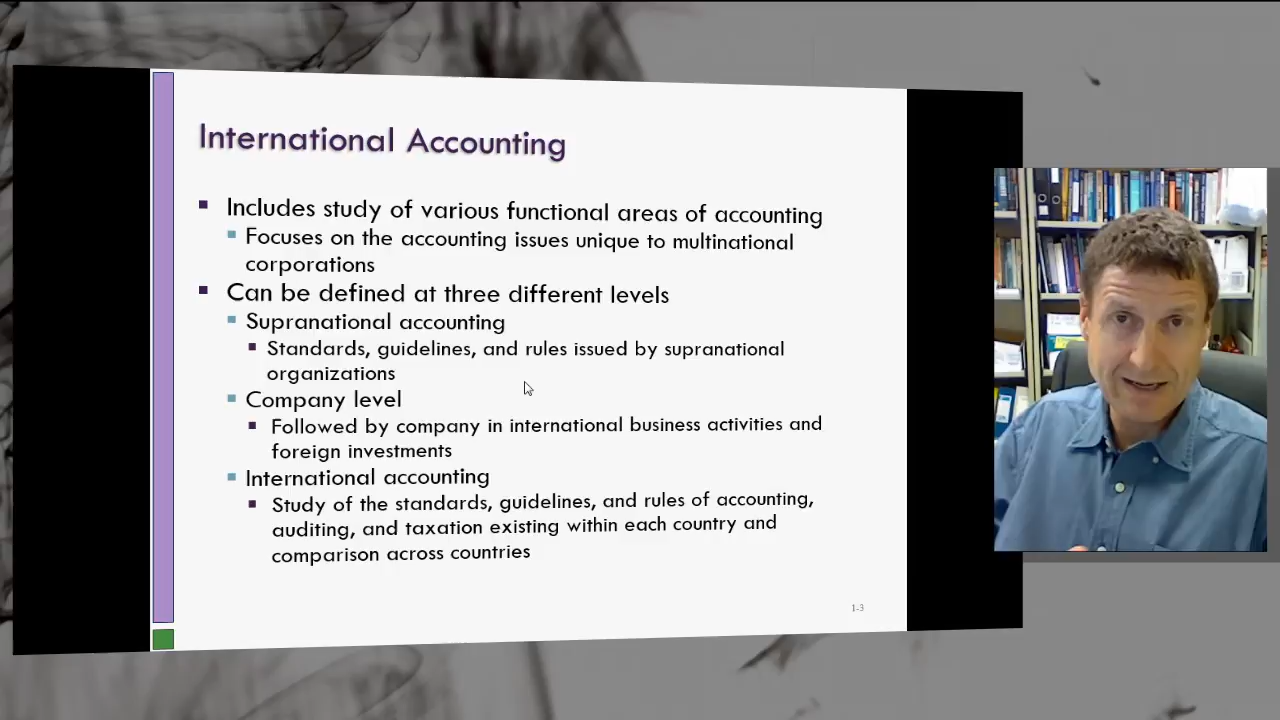 International Accounting
Includes study of various functional areas of accounting
Focuses on the accounting issues unique to multinational
corporations
Can be defined at three different levels
Supranational accounting
Standards, guidelines, and rules issued by supranational
organizations
Company level
Followed by company in international business activities and
foreign investments
International accounting
Study of the standards, guidelines, and rules of accounting,
auditing, and taxation existing within each country and
comparison across countries
1-3